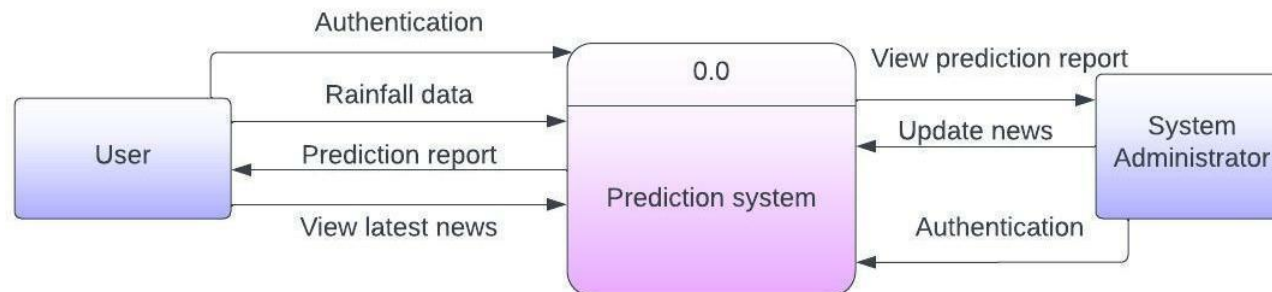 Authentication
Rainfall data
User
Prediction report
View latest news
0.0
Prediction system
View prediction report
Update news
System
Administrator
Authentication